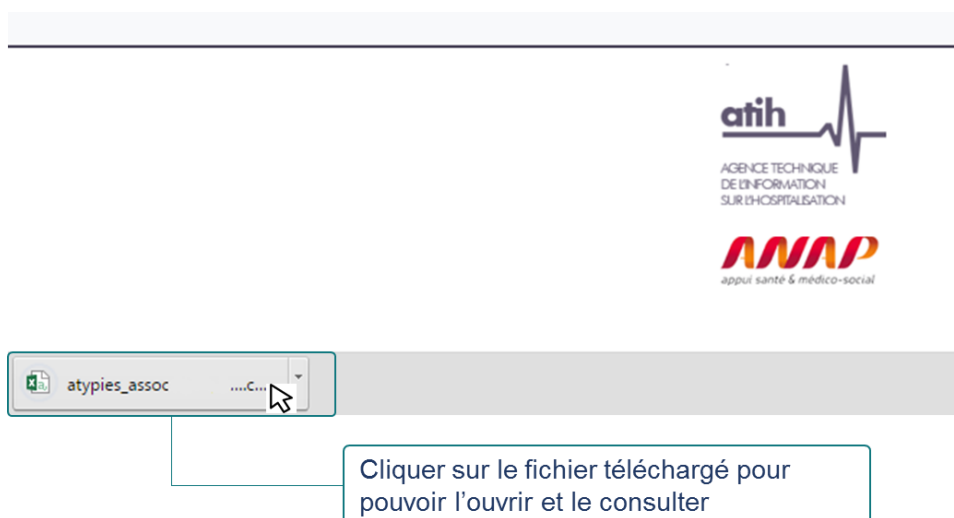 atih
AGENCE TECHNIQUE
DE L'INFORMATION
SUR L'HOSPITALISATION
ANAP
appui santé & médico-social
atypies_assoc ....c...
Cliquer sur le fichier téléchargé pour
pouvoir l’ouvrir et le consulter